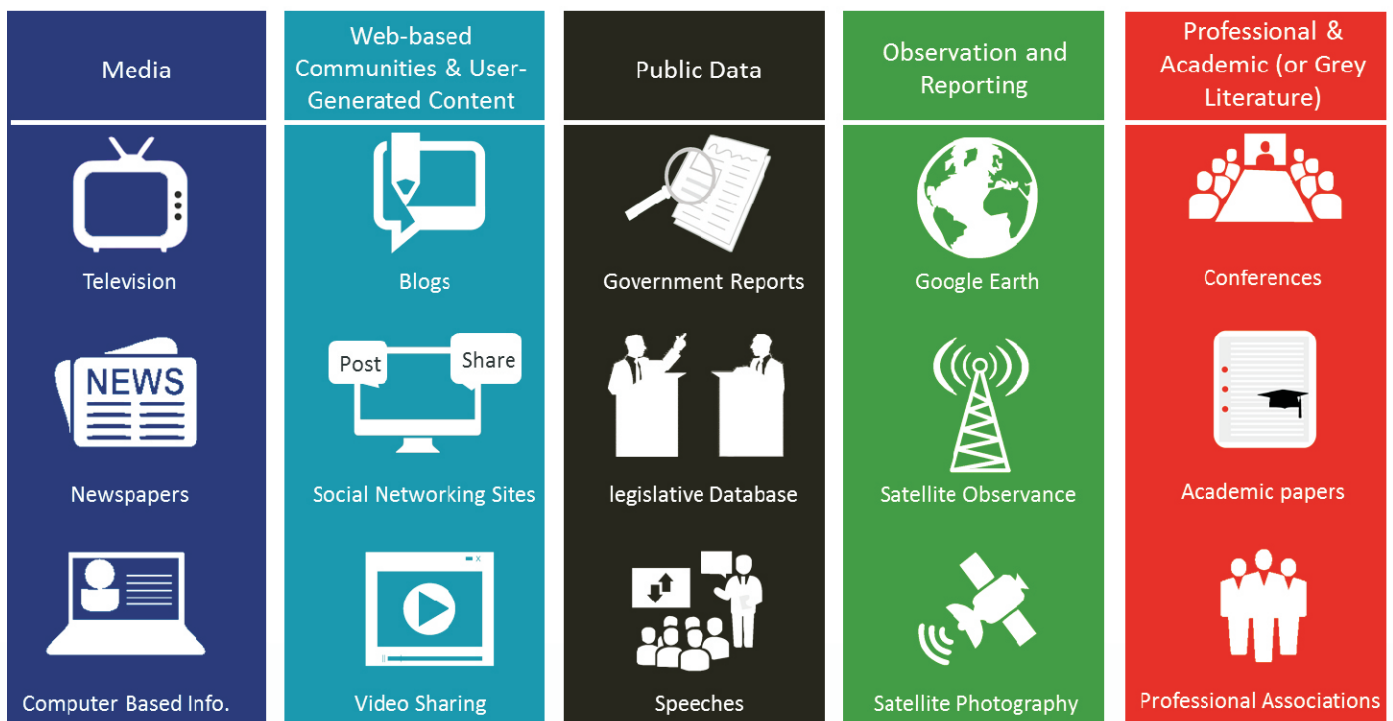 Media
Web-based
Communities & User-
Generated Content
Public Data
Observation and
Reporting
Professional &
Academic (or Grey
Literature)
Television
Blogs
Government Reports
Google Earth
Conferences
NEWS
Post
Share
Newspapers
Social Networking Sites
legislative Database
Satellite Observance
Academic papers
X
Computer Based Info.
Video Sharing
Speeches
Satellite Photography
Professional Associations